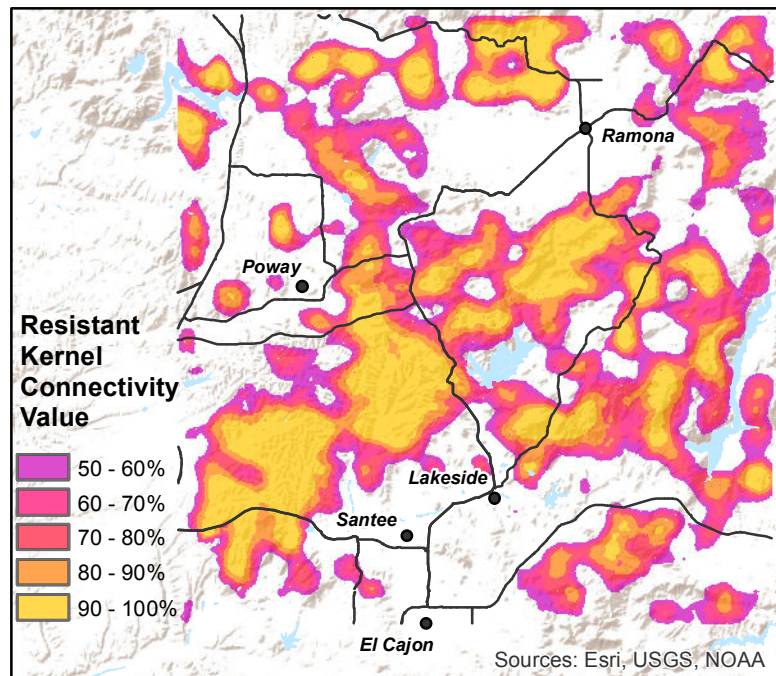 Ramona
Poway
Resistant
Kernel
Connectivity
Value
50 - 60%
60 - 70%
70 - 80%
80 - 90%
90 - 100%
Lakeside
Santee
El Cajon
Sources: Esri, USGS, NOAA